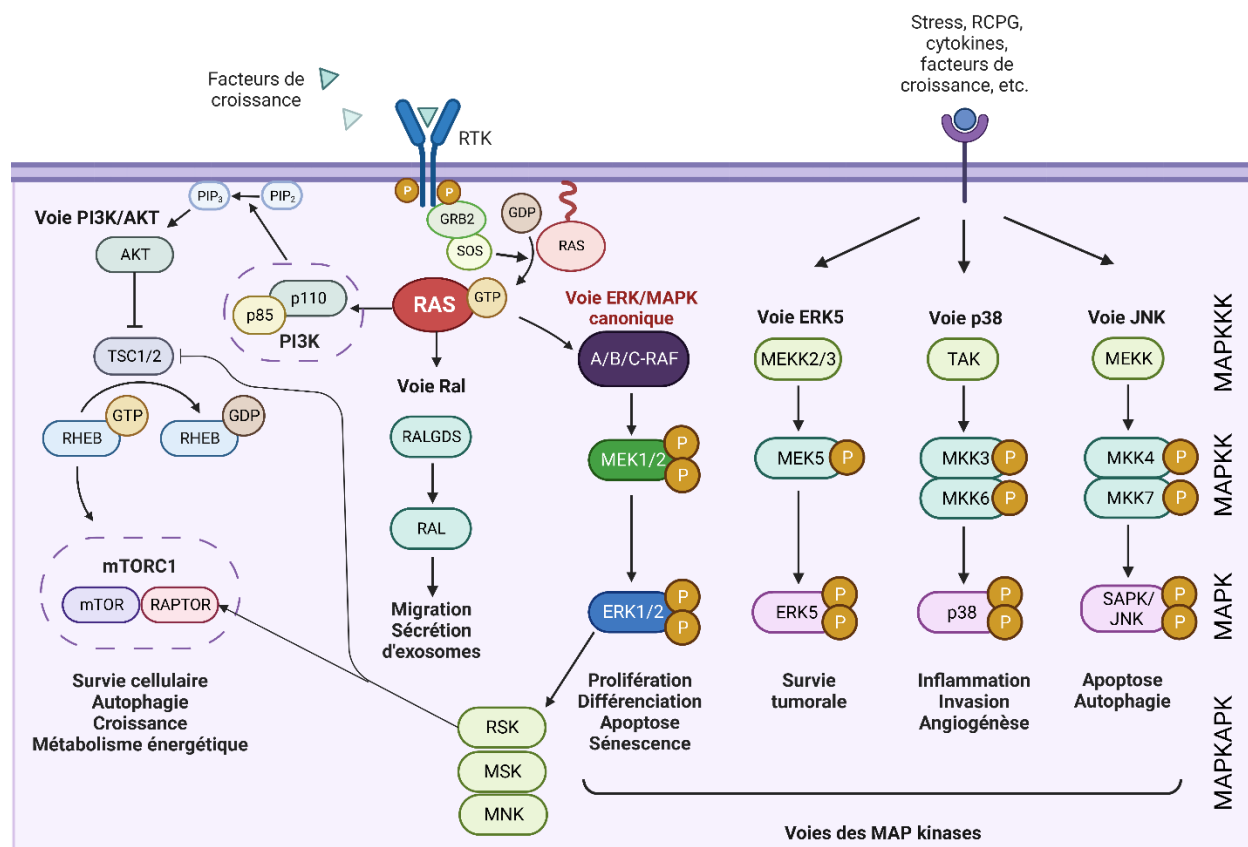 Stress, RCPG,
cytokines,
facteurs de
croissance, etc.
Facteurs de
croissance
RTK
P
P
PIP3
PIP2
GRB2
GDP
SOS
RAS
Voie PI3K/AKT
AKT
p110
p85
PI3K
RAS
GTP
Voie ERK/MAPK
canonique
Voie ERK5
Voie p38
Voie JNK
MAPKKK
TSC1/2
A/B/C-RAF
MEKK2/3
TAK
MEKK
Voie Ral
GTP
GDP
RHEB
RHEB
RALGDS
MEK1/2
P
P
MEK5
P
MKK3
P
MKK6
P
MKK4
P
MKK7
P
MAPKK
RAL
mTORC1
mTOR
RAPTOR
Migration
Sécrétion
d'exosomes
ERK1/2
P
P
ERK5
P
P
p38
P
P
SAPK/
JNK
P
P
MAPK
Survie cellulaire
Autophagie
Croissance
Métabolisme énergétique
Prolifération
Différenciation
Apoptose
Sénescence
Survie
tumorale
Inflammation
Invasion
Angiogénèse
Apoptose
Autophagie
RSK
MSK
MNK
MAPKAPK
Voies des MAP kinases